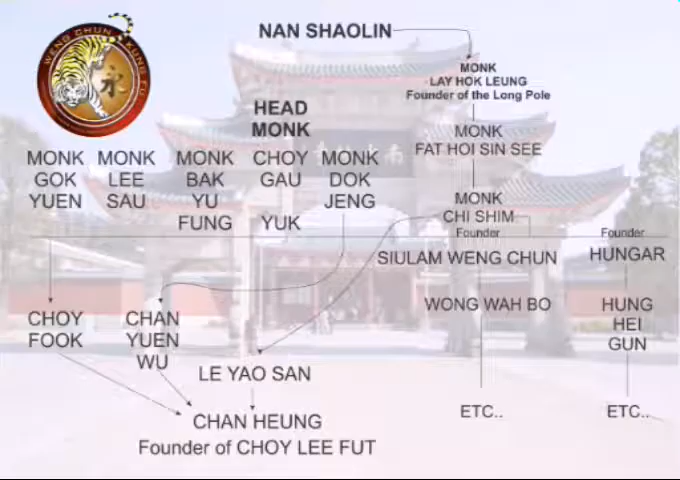 NAN SHAOLIN
WENG CHUN KUNG FU
永
MONK
LAY HOK LEUNG
Founder of the Long Pole
HEAD
MONK
MONK
FAT HOI SIN SEE
MONK
GOK
YUEN
MONK
LEE
SAU
MONK
BAK
YU
FUNG
CHOY
GAU
YUK
MONK
DOK
JENG
MONK
CHI SHIM
Founder
SIULAM WENG CHUN
Founder
HUNGAR
WONG WAH BO
HUNG
HEI
GUN
CHOY
FOOK
CHAN
YUEN
WU
LE YAO SAN
CHAN HEUNG
Founder of CHOY LEE FUT
ETC..
ETC..